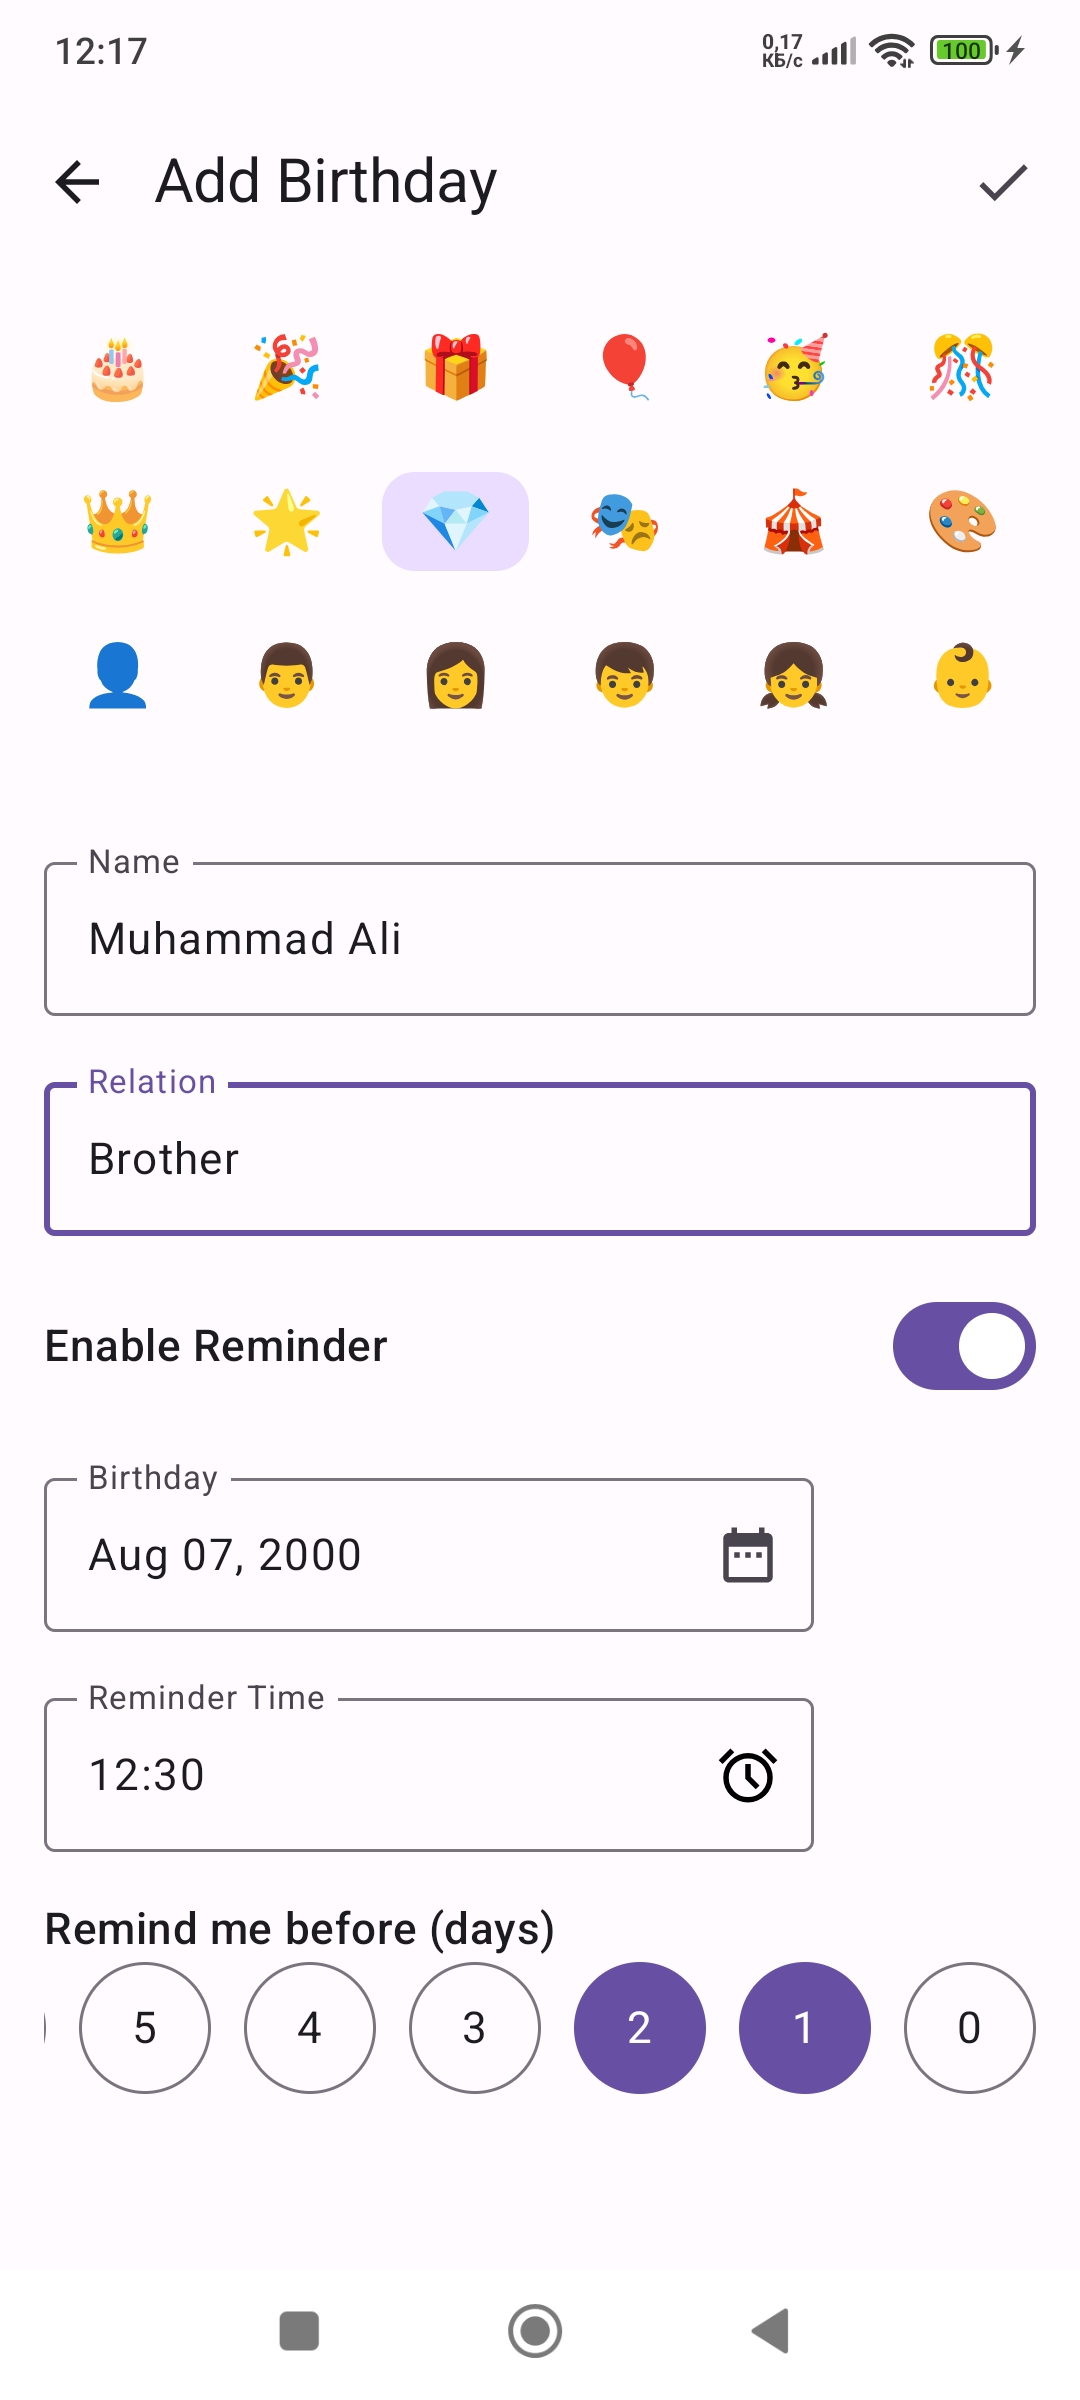 12:17
0,17
КБ/с
100
Add Birthday
Name
Muhammad Ali
Relation
Brother
Enable Reminder
Birthday
Aug 07, 2000
Reminder Time
12:30
Remind me before (days)
5 4 3 2 1 0